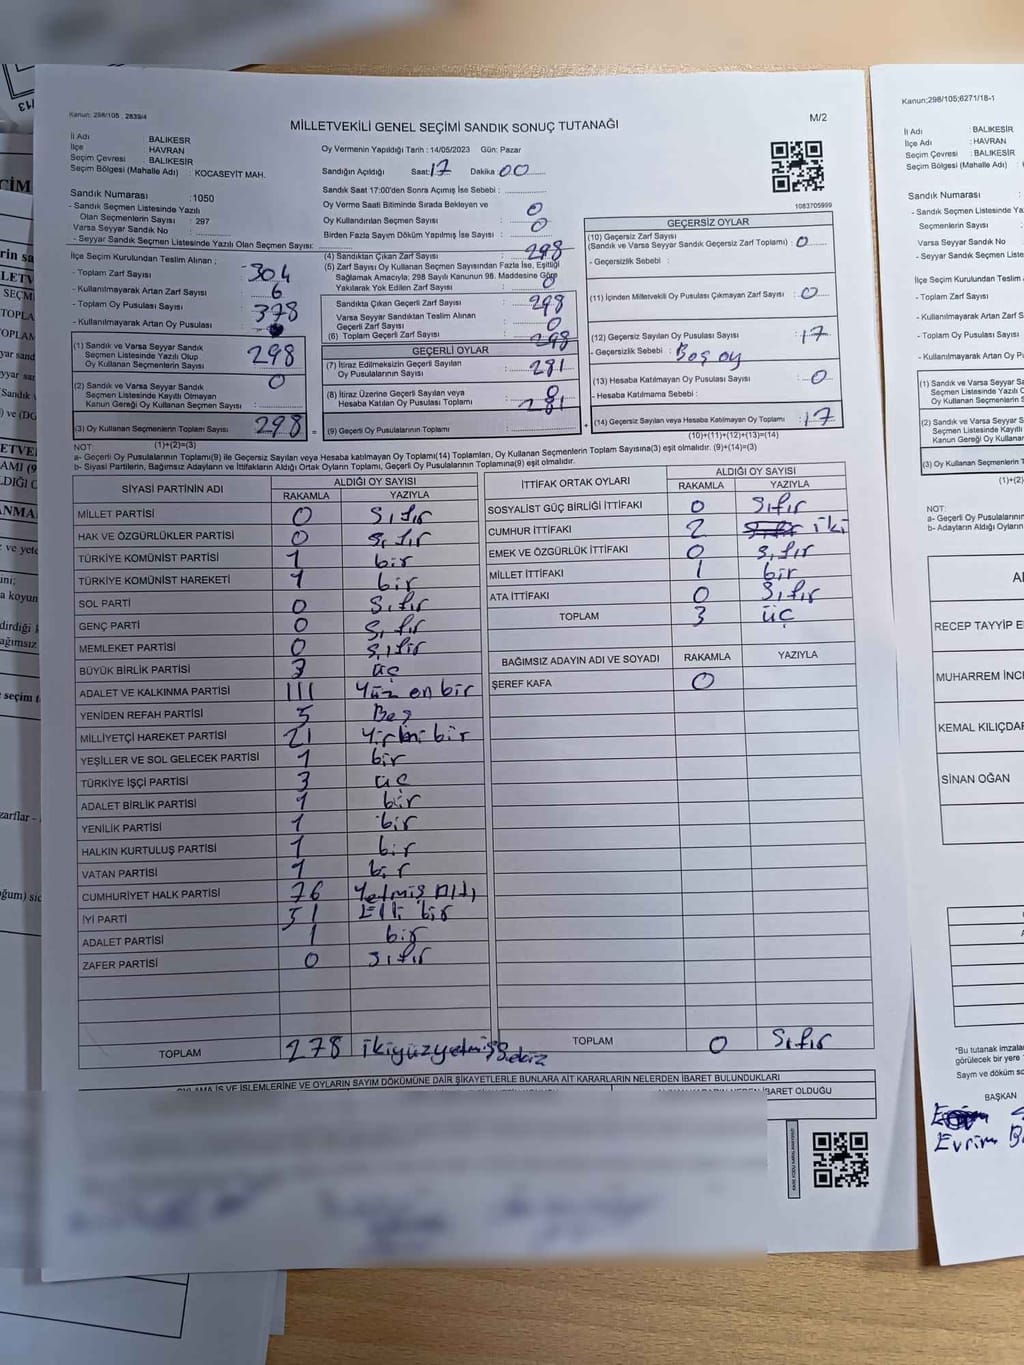 Kanun; 298/105 , 2839/4
M/2
MİLLETVEKİLİ GENEL SEÇİMİ SANDIK SONUÇ TUTANAĞI
İl Adı : BALIKESİR
İlçe : HAVRAN
Seçim Çevresi : BALIKESİR
Seçim Bölgesi (Mahalle Adı) : KOCASEYİT MAH.
Oy Vermenin Yapıldığı Tarih : 14/05/2023 Gün: Pazar
Sandığın Açıldığı Saat: 17 Dakika 00
Sandık Saat 17:00'den Sonra Açılmış İse Sebebi :
Sandık Numarası : 1050
- Sandık Seçmen Listesinde Yazılı
Olan Seçmenlerin Sayısı : 297
Varsa Seyyar Sandık No :
- Seyyar Sandık Seçmen Listesinde Yazılı Olan Seçmen Sayısı:
Oy Verme Saati Bitiminde Sırada Bekleyen ve
Oy Kullandırılan Seçmen Sayısı : 0
Birden Fazla Sayım Döküm Yapılmış İse Sayısı : 0
1083705999
İlçe Seçim Kurulundan Teslim Alınan ;
- Toplam Zarf Sayısı : 304
- Kullanılmayarak Artan Zarf Sayısı : 6
- Toplam Oy Pusulası Sayısı : 378
- Kullanılmayarak Artan Oy Pusulası :
(1) Sandık ve Varsa Seyyar Sandık
Seçmen Listesinde Yazılı Olup
Oy Kullanan Seçmenlerin Sayısı : 298
(2) Sandık ve Varsa Seyyar Sandık
Seçmen Listesinde Kayıtlı Olmayan
Kanun Gereği Oy Kullanan Seçmen Sayısı : 0
(3) Oy Kullanan Seçmenlerin Toplam Sayısı : 298
(1)+(2)=(3)
(4) Sandıktan Çıkan Zarf Sayısı : 298
(5) Zarf Sayısı Oy Kullanan Seçmen Sayısından Fazla İse, Eşitliği
Sağlamak Amacıyla, 298 Sayılı Kanunun 98. Maddesine Göre
Yakılarak Yok Edilen Zarf Sayısı : 0
Sandıkta Çıkan Geçerli Zarf Sayısı : 298
Varsa Seyyar Sandıktan Teslim Alınan
Geçerli Zarf Sayısı : 0
(6) Toplam Geçerli Zarf Sayısı : 298
GEÇERLİ OYLAR
(7) İtiraz Edilmeksizin Geçerli Sayılan
Oy Pusulalarının Sayısı : 281
(8) İtiraz Üzerine Geçerli Sayılan veya
Hesaba Katılan Oy Pusulası Toplamı : 0
(9) Geçerli Oy Pusulalarının Toplamı : 281
GEÇERSİZ OYLAR
(10) Geçersiz Zarf Sayısı
(Sandık ve Varsa Seyyar Sandık Geçersiz Zarf Toplamı) : 0
- Geçersizlik Sebebi :
(11) İçinden Milletvekili Oy Pusulası Çıkmayan Zarf Sayısı : 0
(12) Geçersiz Sayılan Oy Pusulası Sayısı : 17
- Geçersizlik Sebebi : Boş oy
(13) Hesaba Katılmayan Oy Pusulası Sayısı : 0
- Hesaba Katılmama Sebebi :
(14) Geçersiz Sayılan veya Hesaba Katılmayan Oy Toplamı : 17
(10)+(11)+(12)+(13)=(14)
NOT:
a- Geçerli Oy Pusulalarının Toplamı(9) ile Geçersiz Sayılan veya Hesaba katılmayan Oy Toplamı(14) Toplamları, Oy Kullanan Seçmenlerin Toplam Sayısına(3) eşit olmalıdır. (9)+(14)=(3)
b- Siyasi Partilerin, Bağımsız Adayların ve İttifakların Aldığı Ortak Oyların Toplamı, Geçerli Oy Pusulalarının Toplamına(9) eşit olmalıdır.
SİYASİ PARTİNİN ADI ALDIĞI OY SAYISI
RAKAMLA YAZIYLA
MİLLET PARTİSİ 0 Sıfır
HAK VE ÖZGÜRLÜKLER PARTİSİ 0 Sıfır
TÜRKİYE KOMÜNİST PARTİSİ 1 bir
TÜRKİYE KOMÜNİST HAREKETİ 1 bir
SOL PARTİ 0 Sıfır
GENÇ PARTİ 0 Sıfır
MEMLEKET PARTİSİ 0 Sıfır
BÜYÜK BİRLİK PARTİSİ 3 üç
ADALET VE KALKINMA PARTİSİ 111 Yüz on bir
YENİDEN REFAH PARTİSİ 5 Beş
MİLLİYETÇİ HAREKET PARTİSİ 21 Yirmi bir
YEŞİLLER VE SOL GELECEK PARTİSİ 1 bir
TÜRKİYE İŞÇİ PARTİSİ 3 üç
ADALET BİRLİK PARTİSİ 1 bir
YENİLİK PARTİSİ 1 bir
HALKIN KURTULUŞ PARTİSİ 1 bir
VATAN PARTİSİ 1 bir
CUMHURİYET HALK PARTİSİ 76 Yetmiş Altı
İYİ PARTİ 51 Elli bir
ADALET PARTİSİ 1 bir
ZAFER PARTİSİ 0 Sıfır
TOPLAM 278 ikiyüzyetmişSekiz
İTTİFAK ORTAK OYLARI ALDIĞI OY SAYISI
RAKAMLA YAZIYLA
SOSYALİST GÜÇ BİRLİĞİ İTTİFAKI 0 Sıfır
CUMHUR İTTİFAKI 2 iki
EMEK VE ÖZGÜRLÜK İTTİFAKI 0 Sıfır
MİLLET İTTİFAKI 1 bir
ATA İTTİFAKI 0 Sıfır
TOPLAM 3 üç
BAĞIMSIZ ADAYIN ADI VE SOYADI RAKAMLA YAZIYLA
ŞEREF KAFA 0
TOPLAM 0 Sıfır
OYLAMA İŞ VE İŞLEMLERİNE VE OYLARIN SAYIM DÖKÜMÜNE DAİR ŞİKAYETLERLE BUNLARA AİT KARARLARIN NELERDEN İBARET BULUNDUKLARI
İBARET OLDUĞU
Kanun;298/105;6271/18-1
İl Adı : BALIKESİR
İlçe Adı : HAVRAN
Seçim Çevresi : BALIKESİR
Seçim Bölgesi (Mahalle Adı) :
Sandık Numarası :1050
- Sandık Seçmen Listesinde
Seçmenlerin Sayısı :
Varsa Seyyar Sandık No :
- Seyyar Sandık Seçmen Liste
İlçe Seçim Kurulundan Teslim
- Toplam Zarf Sayısı
- Kullanılmayarak Artan Zarf S
-Toplam Oy Pusulası Sayısı
- Kullanılmayarak Artan Oy P
(1) Sandık ve Varsa Seyyar Sa
Seçmen Listesinde Yazılı O
Oy Kullanan Seçmenlerin S
(2) Sandık ve Varsa Seyyar
Seçmen Listesinde Kayıtlı
Kanun Gereği Oy Kullanan
(3) Oy Kullanan Seçmenlerin T
(1)+(2
NOT:
a- Geçerli Oy Pusulalarının
b- Adayların Aldığı Oyların
RECEP TAYYİP E
MUHARREM İNC
KEMAL KILIÇDA
SİNAN OĞAN
"Bu tutanak imzala
görülecek bir yere
Sayım ve döküm so
BAŞKAN
Evrim